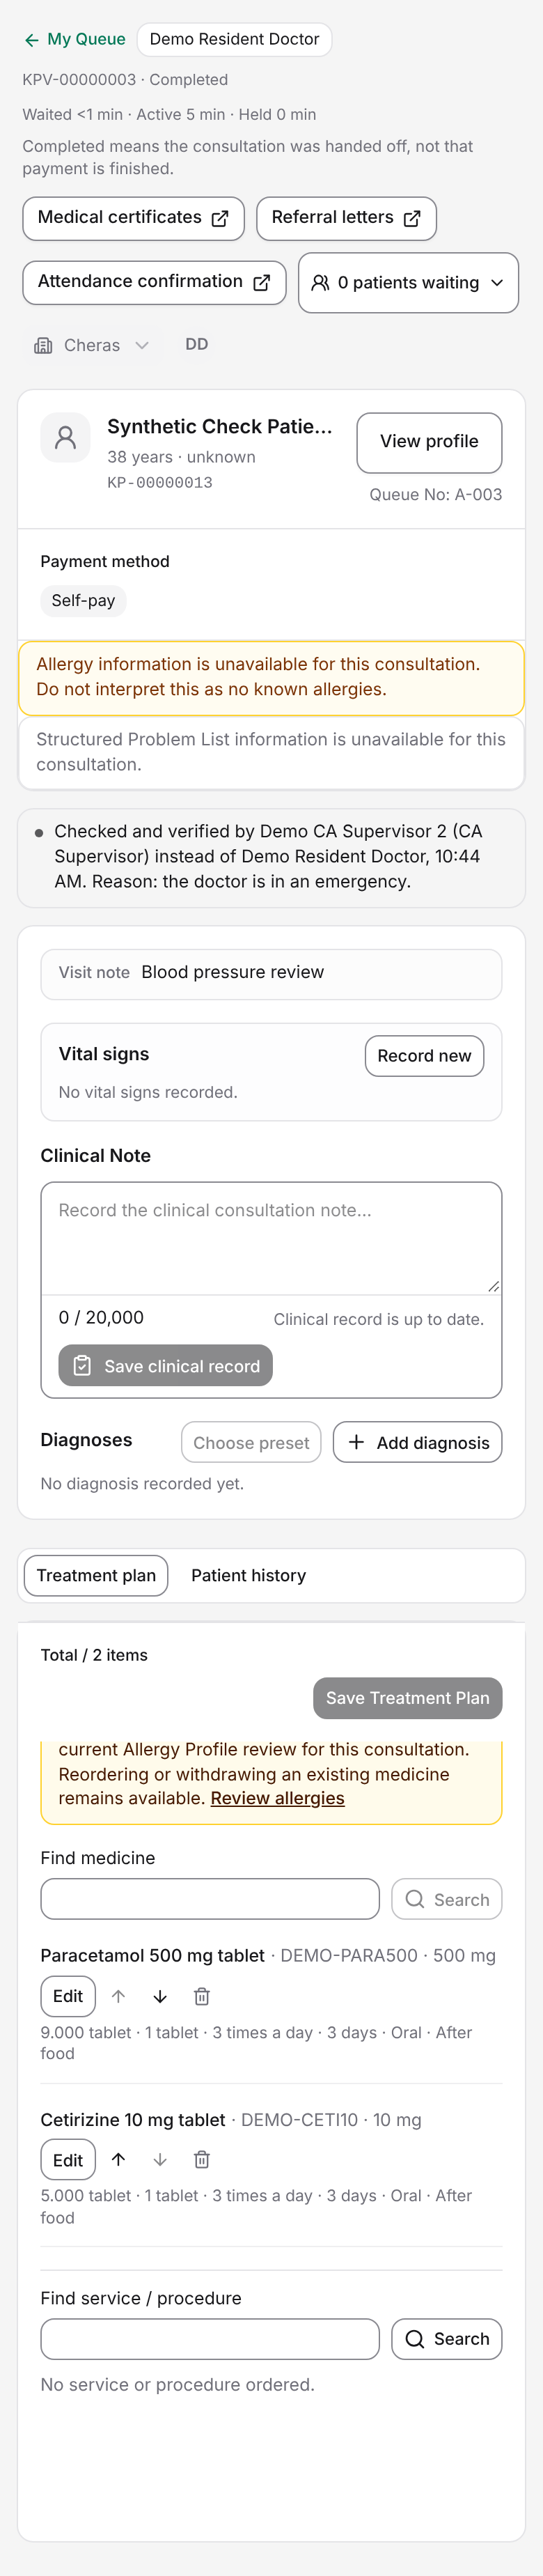 My Queue
Demo Resident Doctor
KPV-00000003 · Completed
Waited <1 min · Active 5 min · Held 0 min
Completed means the consultation was handed off, not that
payment is finished.
Medical certificates
Referral letters
Attendance confirmation
0 patients waiting
Cheras
DD
Synthetic Check Patie...
View profile
38 years · unknown
KP-00000013
Queue No: A-003
Payment method
Self-pay
Allergy information is unavailable for this consultation.
Do not interpret this as no known allergies.
Structured Problem List information is unavailable for this
consultation.
Checked and verified by Demo CA Supervisor 2 (CA
Supervisor) instead of Demo Resident Doctor, 10:44
AM. Reason: the doctor is in an emergency.
Visit note Blood pressure review
Vital signs
Record new
No vital signs recorded.
Clinical Note
Record the clinical consultation note...
0 / 20,000
Clinical record is up to date.
Save clinical record
Diagnoses
Choose preset
Add diagnosis
No diagnosis recorded yet.
Treatment plan
Patient history
Total / 2 items
Save Treatment Plan
current Allergy Profile review for this consultation.
Reordering or withdrawing an existing medicine
remains available. Review allergies
Find medicine
Search
Paracetamol 500 mg tablet · DEMO-PARA500 · 500 mg
Edit
9.000 tablet · 1 tablet · 3 times a day · 3 days · Oral · After
food
Cetirizine 10 mg tablet · DEMO-CETI10 · 10 mg
Edit
5.000 tablet · 1 tablet · 3 times a day · 3 days · Oral · After
food
Find service / procedure
Search
No service or procedure ordered.